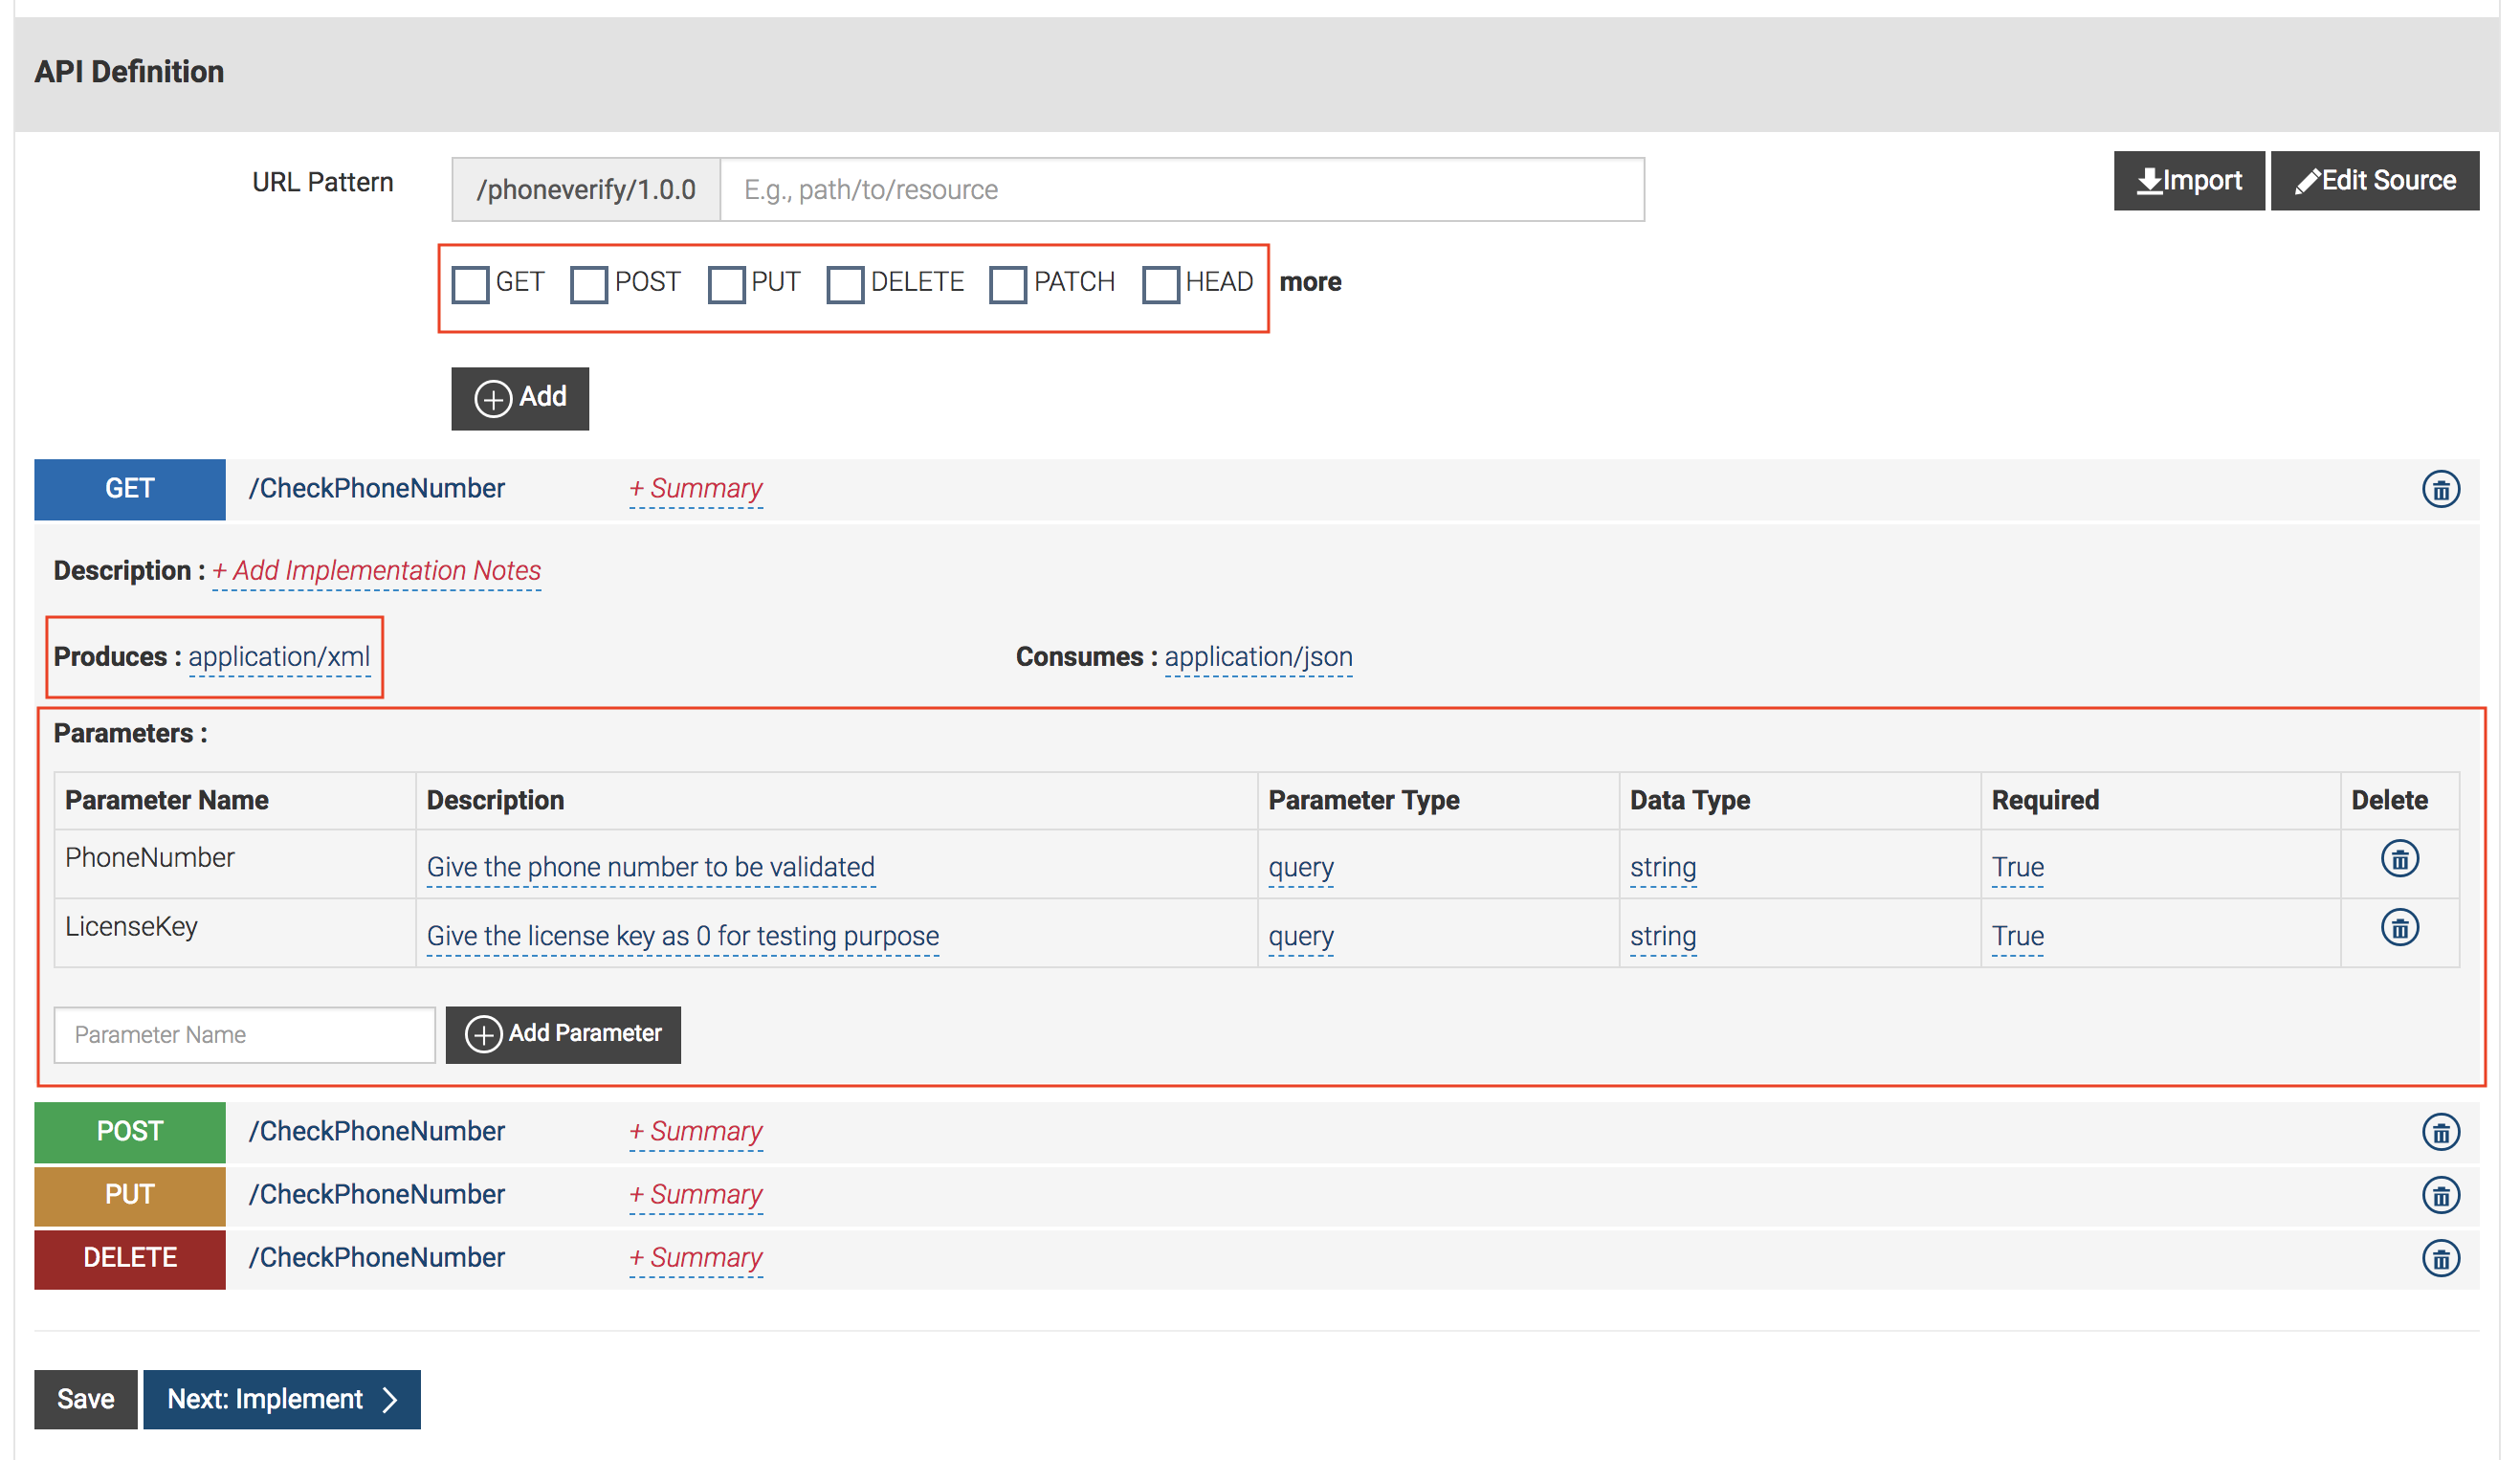 API Definition
URL Pattern /phoneverify/1.0.0 E.g., path/to/resource Import Edit Source
GET POST PUT DELETE PATCH HEAD more
Add
GET /CheckPhoneNumber + Summary
Description : + Add Implementation Notes
Produces : application/xml Consumes : application/json
Parameters :
Parameter Name Description Parameter Type Data Type Required Delete
PhoneNumber Give the phone number to be validated query string True
LicenseKey Give the license key as 0 for testing purpose query string True
Parameter Name Add Parameter
POST /CheckPhoneNumber + Summary
PUT /CheckPhoneNumber + Summary
DELETE /CheckPhoneNumber + Summary
Save Next: Implement